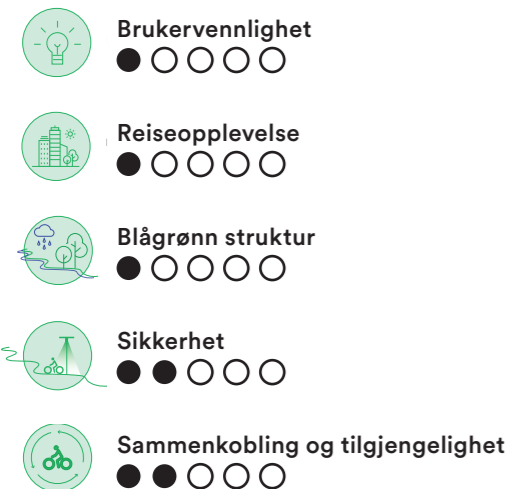 Brukervennlighet
Reiseopplevelse
Blågrønn struktur
Sikkerhet
Sammenkobling og tilgjengelighet